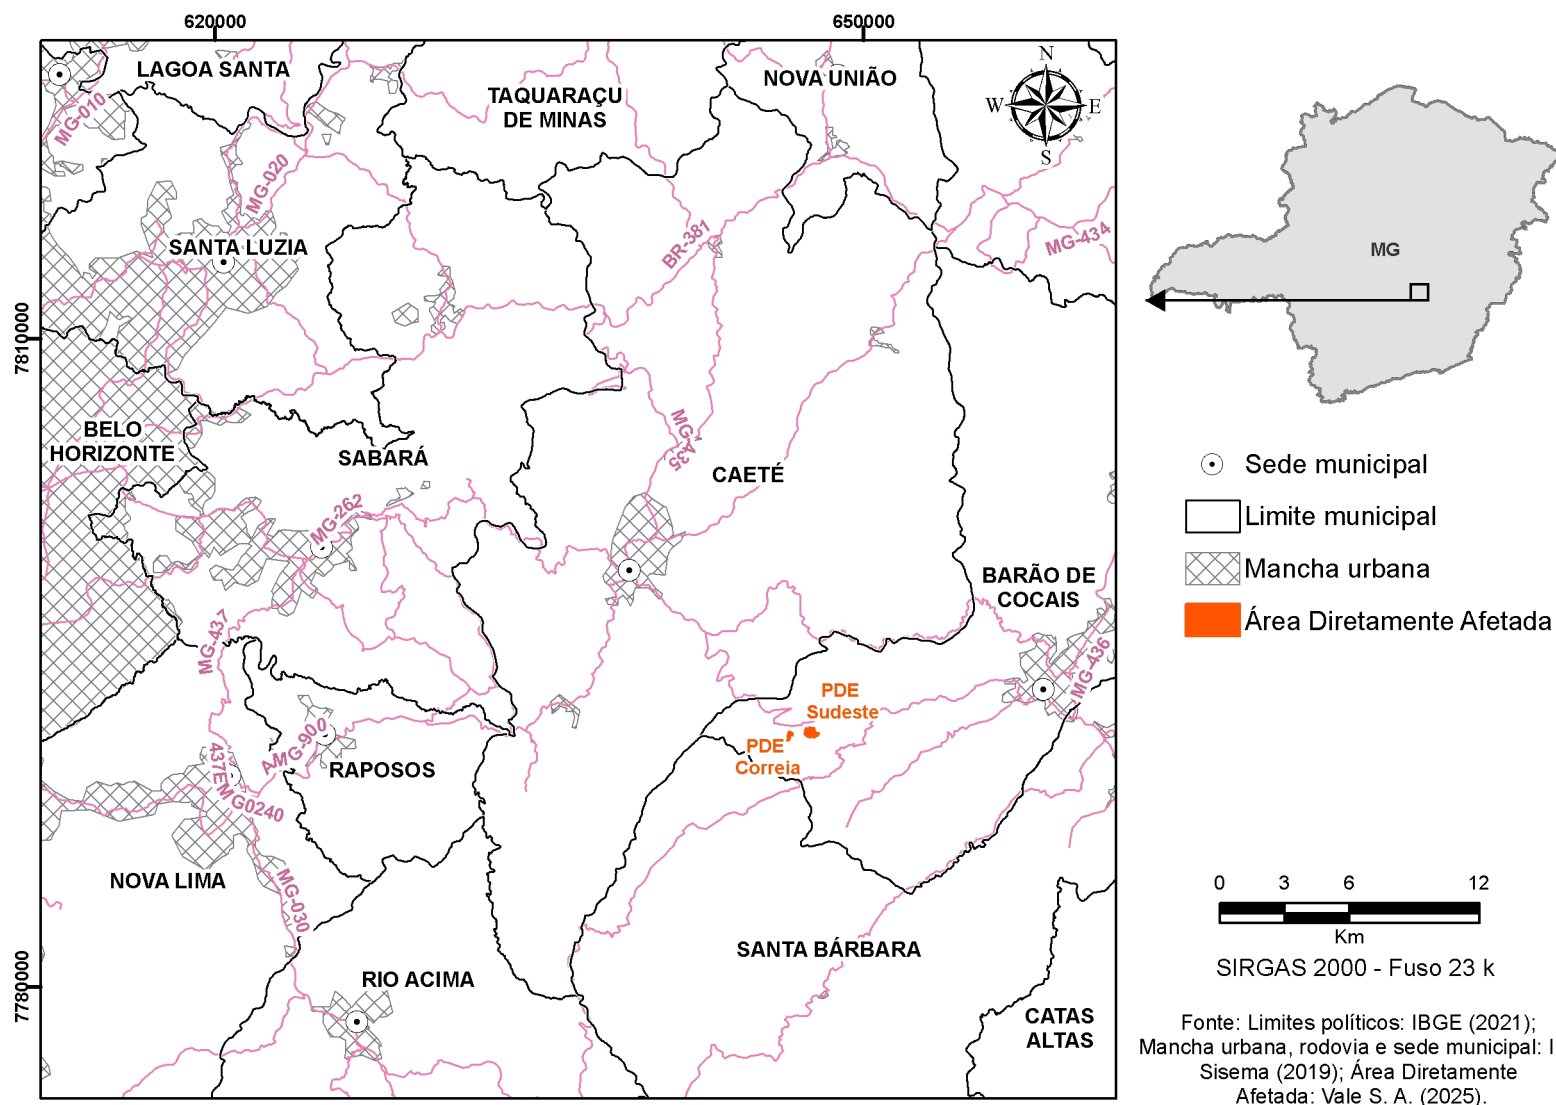 620000
650000
7810000
7780000
LAGOA SANTA
MG-010
TAQUARAÇU
DE MINAS
NOVA UNIÃO
N
W
E
S
MG-020
SANTA LUZIA
BR-381
MG-434
BELO
HORIZONTE
SABARÁ
MG-435
CAETÉ
MG-262
BARÃO DE
COCAIS
MG-437
MG-436
PDE
Sudeste
PDE
Correia
AMG-900
RAPOSOS
437EMG0240
NOVA LIMA
MG-030
SANTA BÁRBARA
RIO ACIMA
CATAS
ALTAS
MG
Sede municipal
Limite municipal
Mancha urbana
Área Diretamente Afetada
0 3 6 12
Km
SIRGAS 2000 - Fuso 23 k
Fonte: Limites políticos: IBGE (2021);
Mancha urbana, rodovia e sede municipal: I
Sisema (2019); Área Diretamente
Afetada: Vale S. A. (2025).